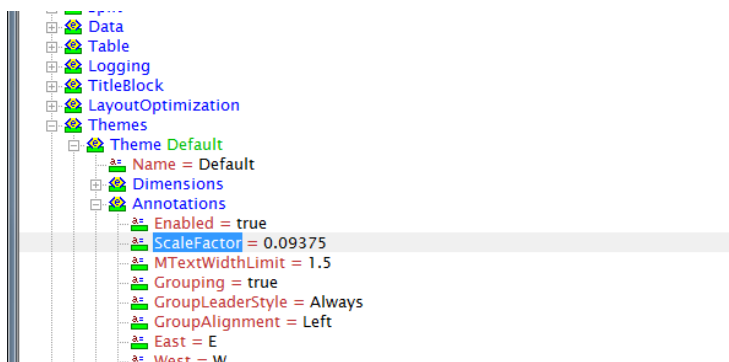 Data
Table
Logging
TitleBlock
LayoutOptimization
Themes
Theme Default
Name = Default
Dimensions
Annotations
Enabled = true
ScaleFactor = 0.09375
MTextWidthLimit = 1.5
Grouping = true
GroupLeaderStyle = Always
GroupAlignment = Left
East = E
West = W